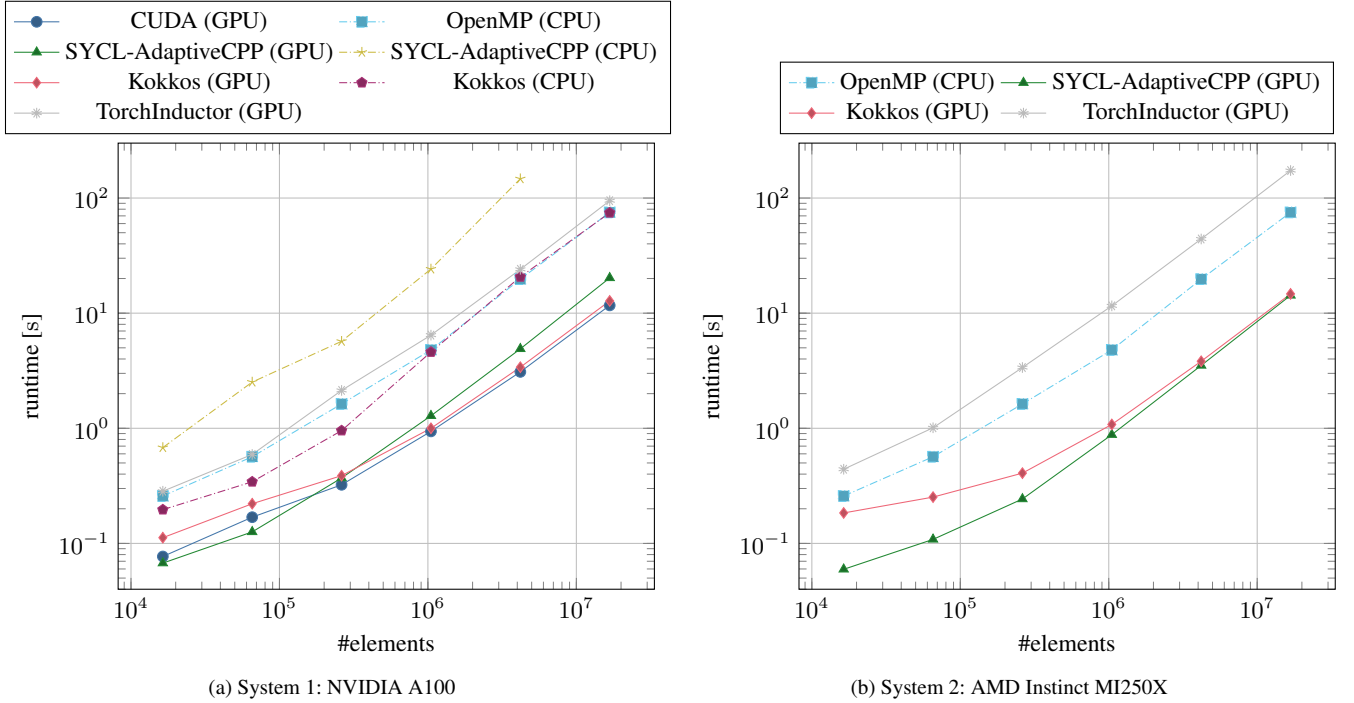 CUDA (GPU) OpenMP (CPU)
SYCL-AdaptiveCPP (GPU) SYCL-AdaptiveCPP (CPU)
Kokkos (GPU) Kokkos (CPU)
TorchInductor (GPU)
10^2
10^1
10^0
10^−1
runtime [s]
10^4 10^5 10^6 10^7
#elements
(a) System 1: NVIDIA A100
OpenMP (CPU) SYCL-AdaptiveCPP (GPU)
Kokkos (GPU) TorchInductor (GPU)
10^2
10^1
10^0
10^−1
runtime [s]
10^4 10^5 10^6 10^7
#elements
(b) System 2: AMD Instinct MI250X